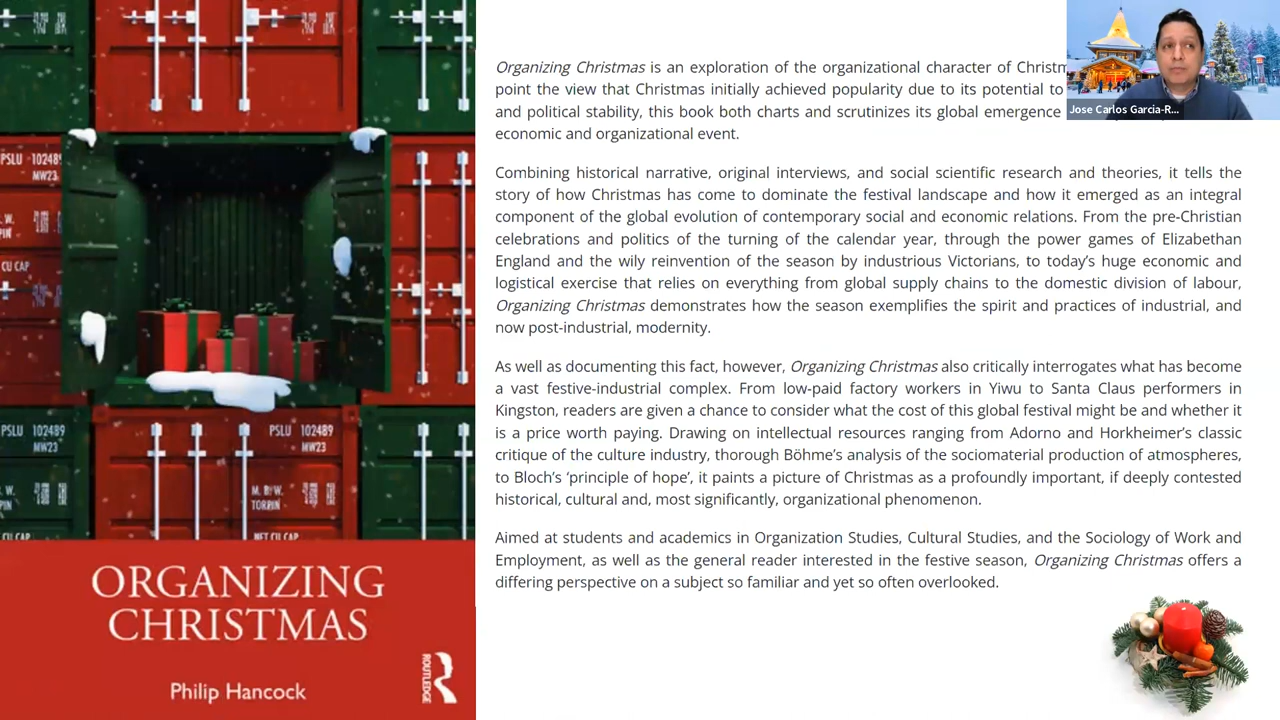 Organizing Christmas is an exploration of the organizational character of Christm
point the view that Christmas initially achieved popularity due to its potential to
and political stability, this book both charts and scrutinizes its global emergence
economic and organizational event.
Combining historical narrative, original interviews, and social scientific research and theories, it tells the
story of how Christmas has come to dominate the festival landscape and how it emerged as an integral
component of the global evolution of contemporary social and economic relations. From the pre-Christian
celebrations and politics of the turning of the calendar year, through the power games of Elizabethan
England and the wily reinvention of the season by industrious Victorians, to today's huge economic and
logistical exercise that relies on everything from global supply chains to the domestic division of labour,
Organizing Christmas demonstrates how the season exemplifies the spirit and practices of industrial, and
now post-industrial, modernity.
As well as documenting this fact, however, Organizing Christmas also critically interrogates what has become
a vast festive-industrial complex. From low-paid factory workers in Yiwu to Santa Claus performers in
Kingston, readers are given a chance to consider what the cost of this global festival might be and whether it
is a price worth paying. Drawing on intellectual resources ranging from Adorno and Horkheimer's classic
critique of the culture industry, thorough Böhme's analysis of the sociomaterial production of atmospheres,
to Bloch's 'principle of hope', it paints a picture of Christmas as a profoundly important, if deeply contested
historical, cultural and, most significantly, organizational phenomenon.
Aimed at students and academics in Organization Studies, Cultural Studies, and the Sociology of Work and
Employment, as well as the general reader interested in the festive season, Organizing Christmas offers a
differing perspective on a subject so familiar and yet so often overlooked.
Jose Carlos Garcia-R...
PSLU 10248
MW23
CU CAP
PSLU 102489
MW23
PSLU 102489
MW23
M. B. W.
TORRIN
CU CAP
NET CU CAP
ORGANIZING
CHRISTMAS
Philip Hancock
ROUTLEDGE